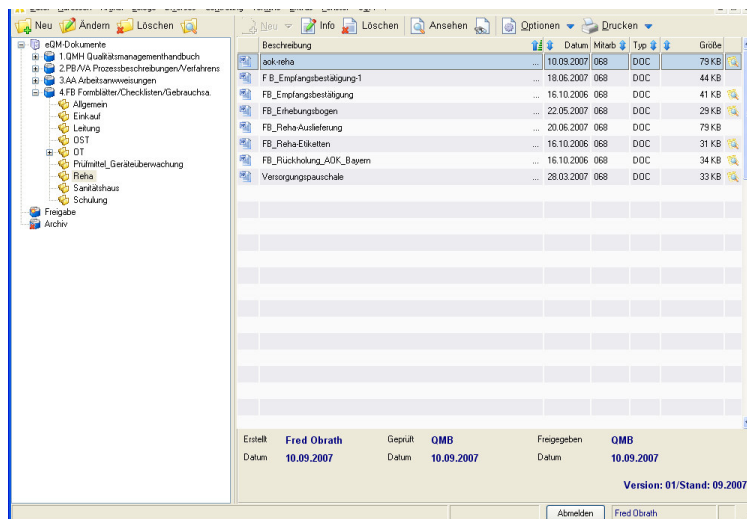 Neu Ändern Löschen Neu Info Löschen Ansehen Optionen Drucken
eQM-Dokumente
1.QMH Qualitätsmanagementhandbuch
2.PB/VA Prozessbeschreibungen/Verfahrens
3.AA Arbeitsanwweisungen
4.FB Formblätter/Checklisten/Gebrauchsa.
Allgemein
Einkauf
Leitung
OST
OT
Prüfmittel_Geräteüberwachung
Reha
Sanitätshaus
Schulung
Freigabe
Archiv
Beschreibung Datum Mitarb Typ Größe
aok-reha ... 10.09.2007 068 DOC 79 KB
F B_Empfangsbestätigung-1 ... 18.06.2007 068 DOC 44 KB
FB_Empfangsbestätigung ... 16.10.2006 068 DOC 41 KB
FB_Erhebungsbogen ... 22.05.2007 068 DOC 29 KB
FB_Reha-Auslieferung ... 20.06.2007 068 DOC 79 KB
FB_Reha-Etiketten ... 16.10.2006 068 DOC 31 KB
FB_Rückholung_AOK_Bayern ... 16.10.2006 068 DOC 34 KB
Versorgungspauschale ... 28.03.2007 068 DOC 33 KB
Erstellt Fred Obrath Geprüft QMB Freigegeben QMB
Datum 10.09.2007 Datum 10.09.2007 Datum 10.09.2007
Version: 01/Stand: 09.2007
Abmelden Fred Obrath